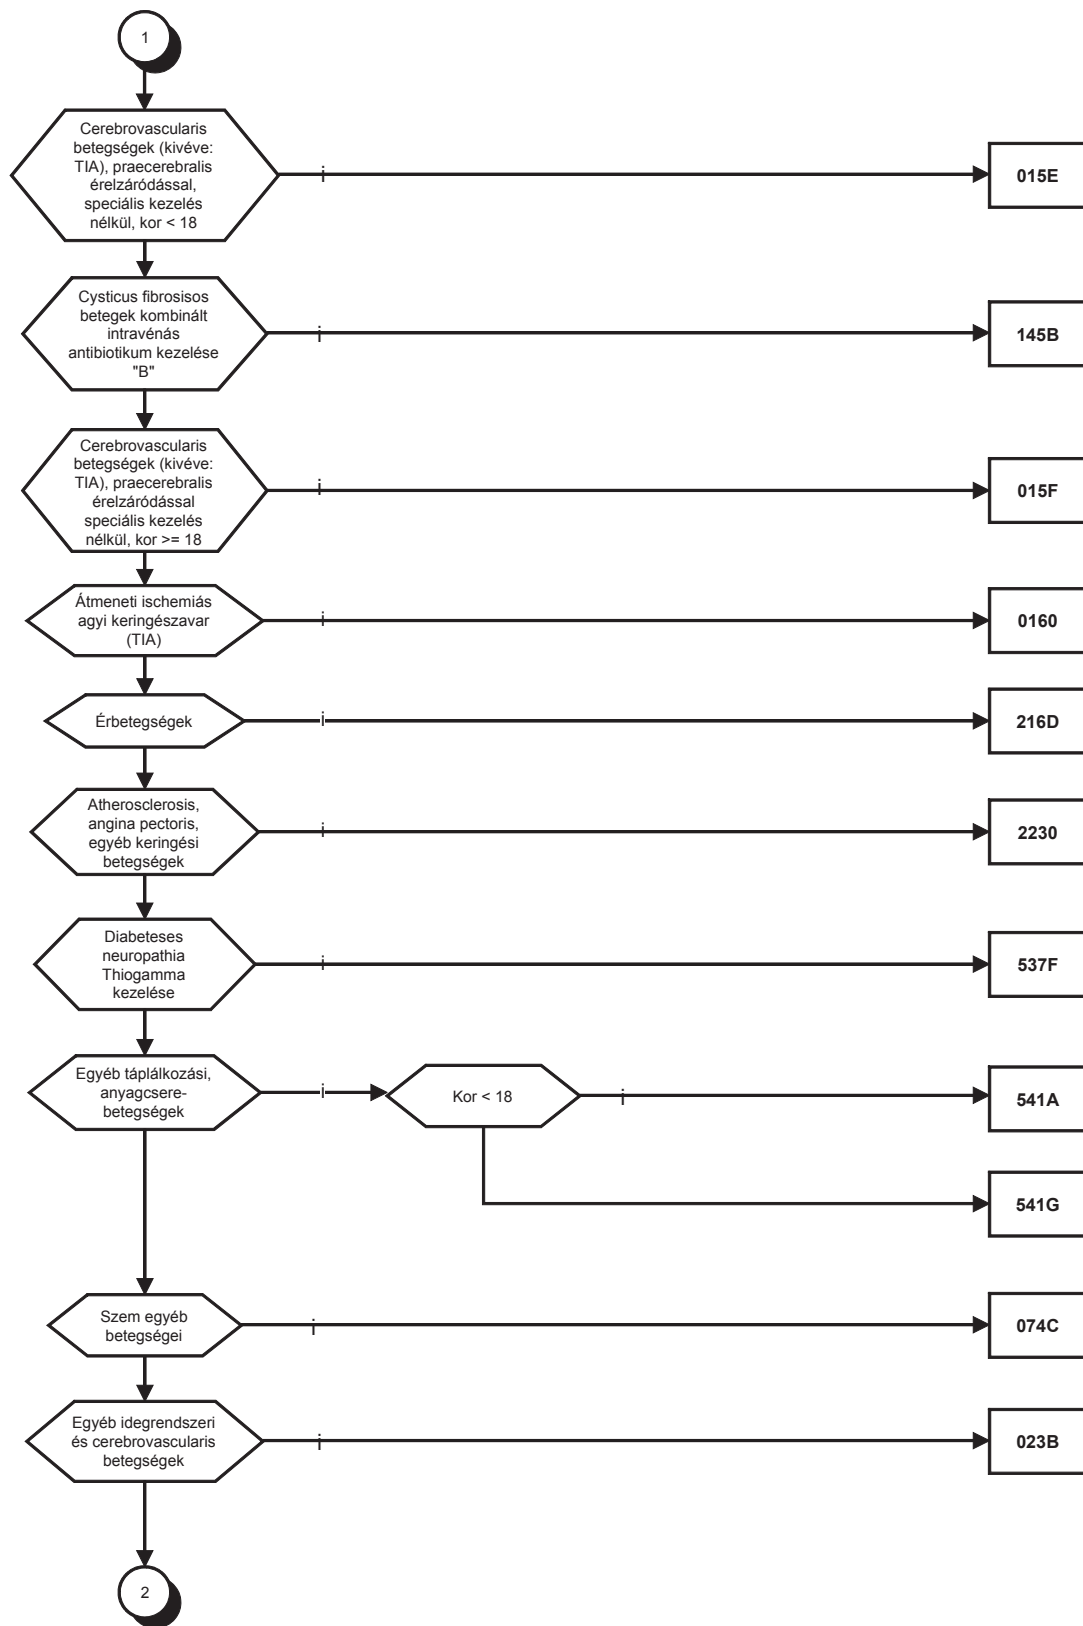 1
Cerebrovascularis
betegségek (kivéve:
TIA), praecerebralis
érelzáródással,
speciális kezelés
nélkül, kor < 18
i
015E
Cysticus fibrosisos
betegek kombinált
intravénás
antibiotikum kezelése
"B"
i
145B
Cerebrovascularis
betegségek (kivéve:
TIA), praecerebralis
érelzáródással
speciális kezelés
nélkül, kor >= 18
i
015F
Átmeneti ischemiás
agyi keringészavar
(TIA)
i
0160
Érbetegségek
i
216D
Atherosclerosis,
angina pectoris,
egyéb keringési
betegségek
i
2230
Diabeteses
neuropathia
Thiogamma
kezelése
i
537F
Egyéb táplálkozási,
anyagcsere-
betegségek
i
Kor < 18
i
541A
541G
Szem egyéb
betegségei
i
074C
Egyéb idegrendszeri
és cerebrovascularis
betegségek
i
023B
2